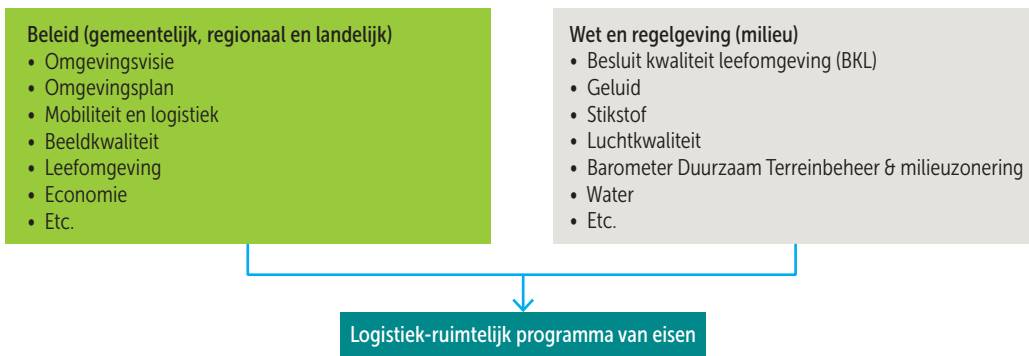 Beleid (gemeentelijk, regionaal en landelijk)
• Omgevingsvisie
• Omgevingsplan
• Mobiliteit en logistiek
• Beeldkwaliteit
• Leefomgeving
• Economie
• Etc.
Wet en regelgeving (milieu)
• Besluit kwaliteit leefomgeving (BKL)
• Geluid
• Stikstof
• Luchtkwaliteit
• Barometer Duurzaam Terreinbeheer & milieuzonering
• Water
• Etc.
Logistiek-ruimtelijk programma van eisen